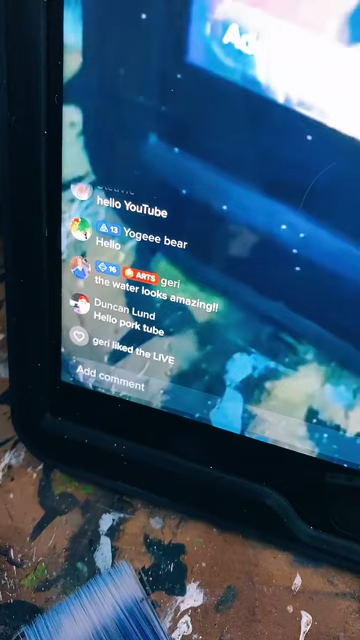 hello YouTube
13 Yogeee bear
Hello
16 ARTS geri
the water looks amazing!!
Duncan Lund
Hello pork tube
geri liked the LIVE
Add comment